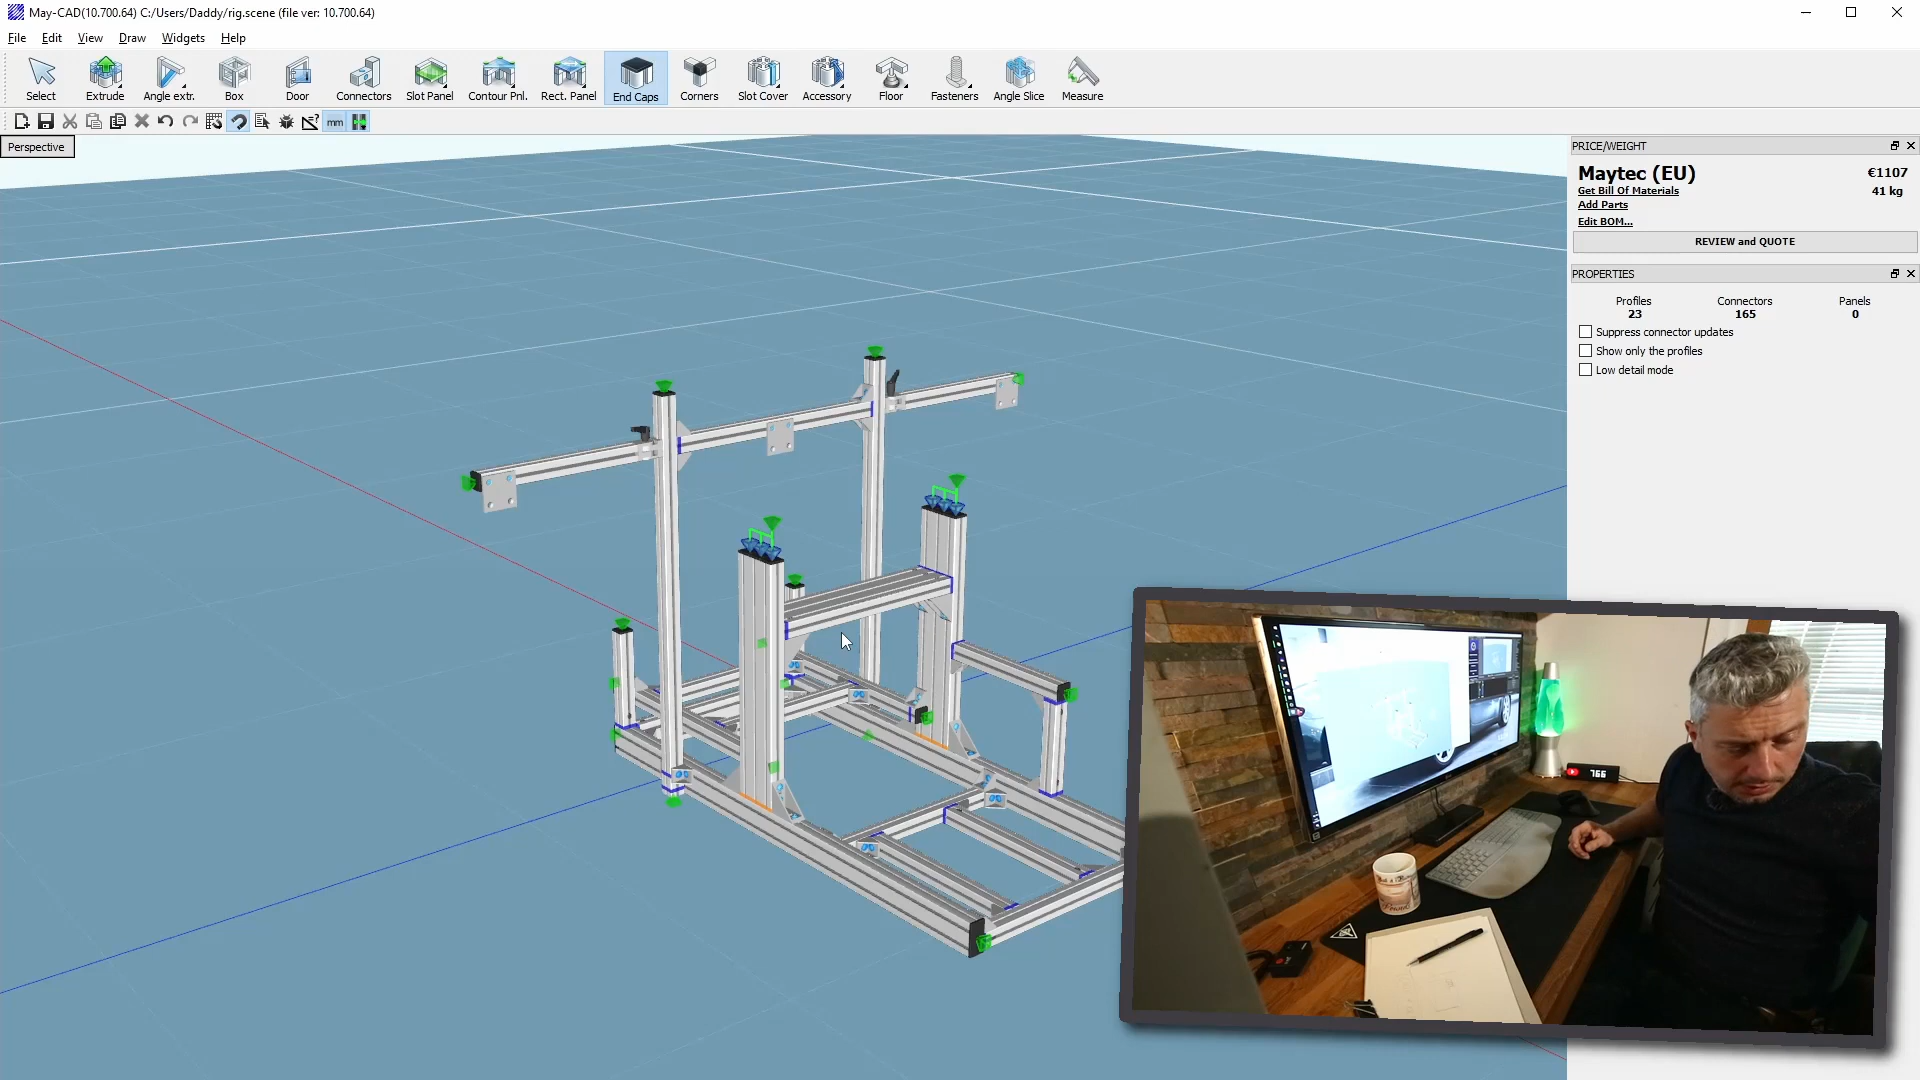 May-CAD(10.700.64) C:/Users/Daddy/rig.scene (file ver: 10.700.64)
File Edit View Draw Widgets Help
Select Extrude Angle extr. Box Door Connectors Slot Panel Contour Pnl. Rect. Panel End Caps Corners Slot Cover Accessory Floor Fasteners Angle Slice Measure
mm
Perspective
PRICE/WEIGHT
Maytec (EU) €1107
Get Bill Of Materials 41 kg
Add Parts
Edit BOM...
REVIEW and QUOTE
PROPERTIES
Profiles Connectors Panels
23 165 0
Suppress connector updates
Show only the profiles
Low detail mode
766